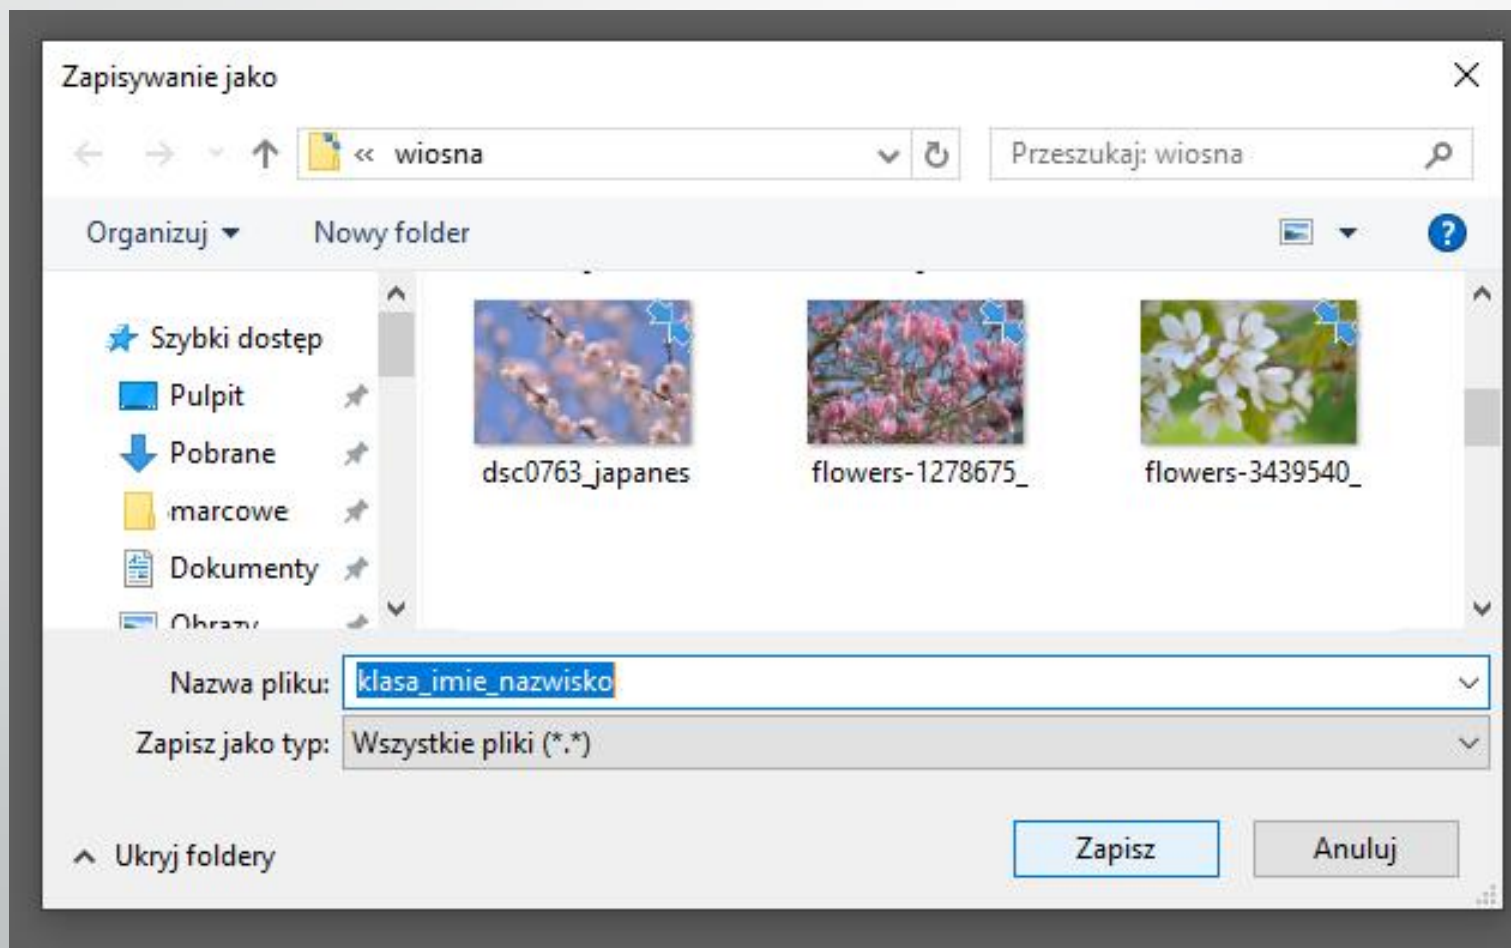 Zapisywanie jako
« wiosna
Przeszukaj: wiosna
Organizuj
Nowy folder
?
Szybki dostęp
Pulpit
Pobrane
marcowe
Dokumenty
Obrazy
dsc0763_japanes
flowers-1278675_
flowers-3439540_
Nazwa pliku: klasa_imie_nazwisko
Zapisz jako typ: Wszystkie pliki (*.*)
Ukryj foldery
Zapisz
Anuluj